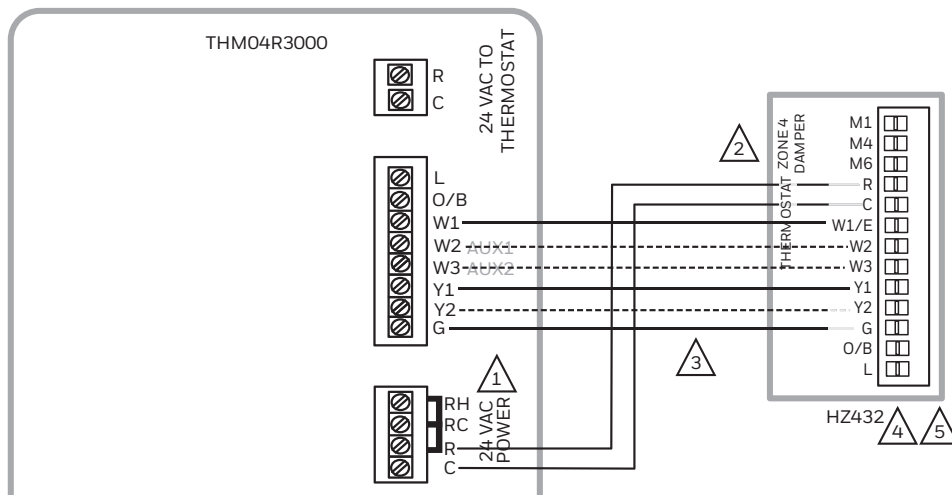 THM04R3000
R
C
24 VAC TO
THERMOSTAT
L
O/B
W1
W2 AUX1
W3 AUX2
Y1
Y2
G
1
RH
RC
R
C
24 VAC
POWER
2
3
THERMOSTAT ZONE 4
DAMPER
M1
M4
M6
R
C
W1/E
W2
W3
Y1
Y2
G
O/B
L
HZ432
4
5